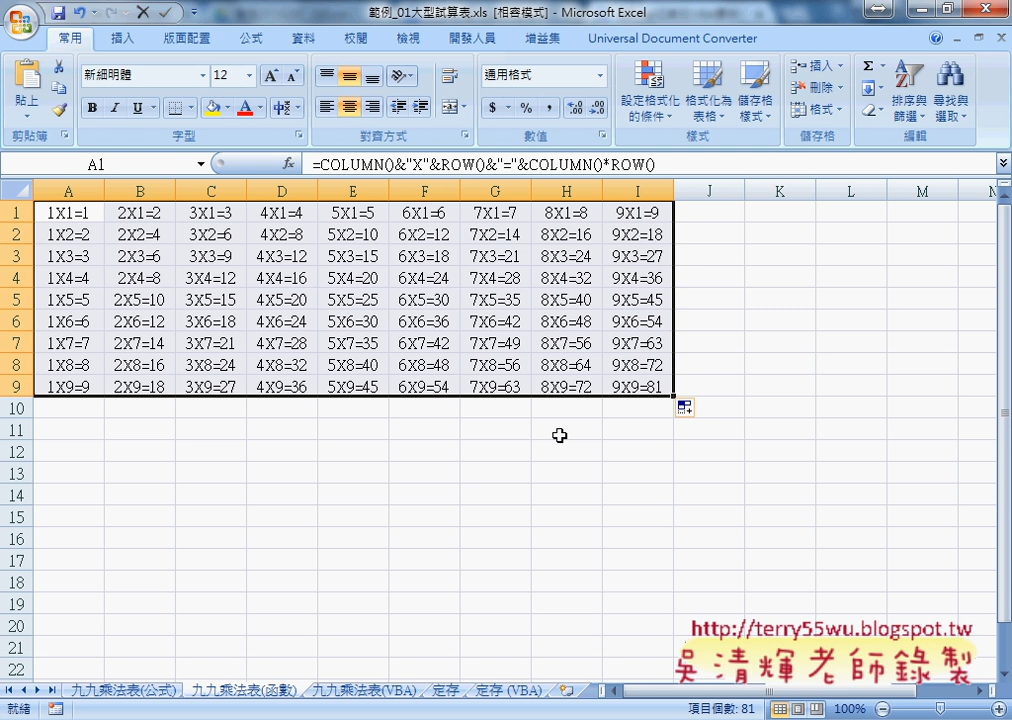 範例_01大型試算表.xls [相容模式] - Microsoft Excel
常用 插入 版面配置 公式 資料 校閱 檢視 開發人員 增益集 Universal Document Converter
貼上 新細明體 12 通用格式 設定格式化的條件 格式化為表格 儲存格樣式 插入 刪除 格式 排序與篩選 尋找與選取
剪貼簿 字型 對齊方式 數值 樣式 儲存格 編輯
A1 fx =COLUMN()&"X"&ROW()&"="&COLUMN()*ROW()
A B C D E F G H I J K L M N
1 1X1=1 2X1=2 3X1=3 4X1=4 5X1=5 6X1=6 7X1=7 8X1=8 9X1=9
2 1X2=2 2X2=4 3X2=6 4X2=8 5X2=10 6X2=12 7X2=14 8X2=16 9X2=18
3 1X3=3 2X3=6 3X3=9 4X3=12 5X3=15 6X3=18 7X3=21 8X3=24 9X3=27
4 1X4=4 2X4=8 3X4=12 4X4=16 5X4=20 6X4=24 7X4=28 8X4=32 9X4=36
5 1X5=5 2X5=10 3X5=15 4X5=20 5X5=25 6X5=30 7X5=35 8X5=40 9X5=45
6 1X6=6 2X6=12 3X6=18 4X6=24 5X6=30 6X6=36 7X6=42 8X6=48 9X6=54
7 1X7=7 2X7=14 3X7=21 4X7=28 5X7=35 6X7=42 7X7=49 8X7=56 9X7=63
8 1X8=8 2X8=16 3X8=24 4X8=32 5X8=40 6X8=48 7X8=56 8X8=64 9X8=72
9 1X9=9 2X9=18 3X9=27 4X9=36 5X9=45 6X9=54 7X9=63 8X9=72 9X9=81
10
11
12
13
14
15
16
17
18
19
20
21
22
http://terry55wu.blogspot.tw
吳清輝老師錄製
九九乘法表(公式) 九九乘法表(函數) 九九乘法表(VBA) 定存 定存 (VBA)
就緒 項目個數: 81 100%